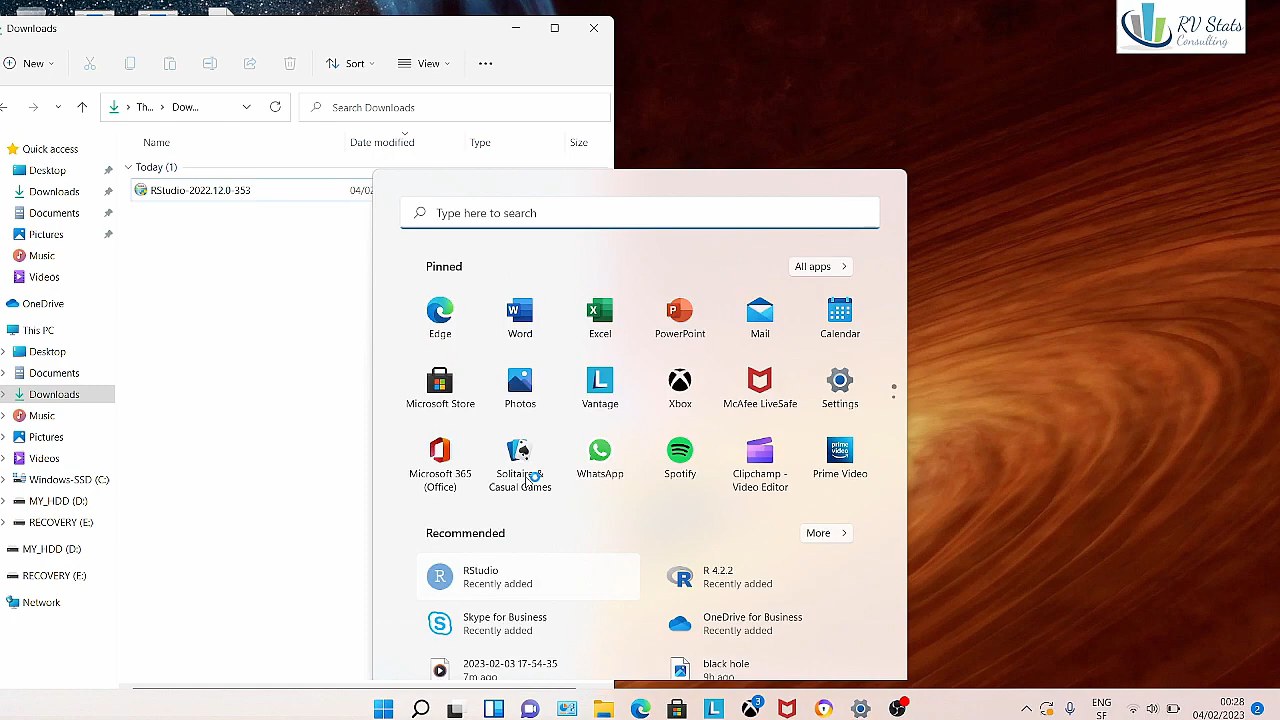 Downloads
RV Stats
Consulting
New
Sort
View
Th...
Dow...
Search Downloads
Name
Date modified
Type
Size
Quick access
Today (1)
Desktop
RStudio-2022.12.0-353
04/02
Downloads
Documents
Pictures
Music
Videos
OneDrive
This PC
Desktop
Documents
Downloads
Music
Pictures
Videos
Windows-SSD (C:)
MY_HDD (D:)
RECOVERY (E:)
MY_HDD (D:)
RECOVERY (E:)
Network
Type here to search
Pinned
All apps
Edge
Word
Excel
PowerPoint
Mail
Calendar
Microsoft Store
Photos
Vantage
Xbox
McAfee LiveSafe
Settings
Microsoft 365
(Office)
Solitaire &
Casual Games
WhatsApp
Spotify
Clipchamp -
Video Editor
Prime Video
Recommended
More
RStudio
Recently added
R 4.2.2
Recently added
Skype for Business
Recently added
OneDrive for Business
Recently added
2023-02-03 17-54-35
7m ago
black hole
9h ago
3
ENG
00:28
2